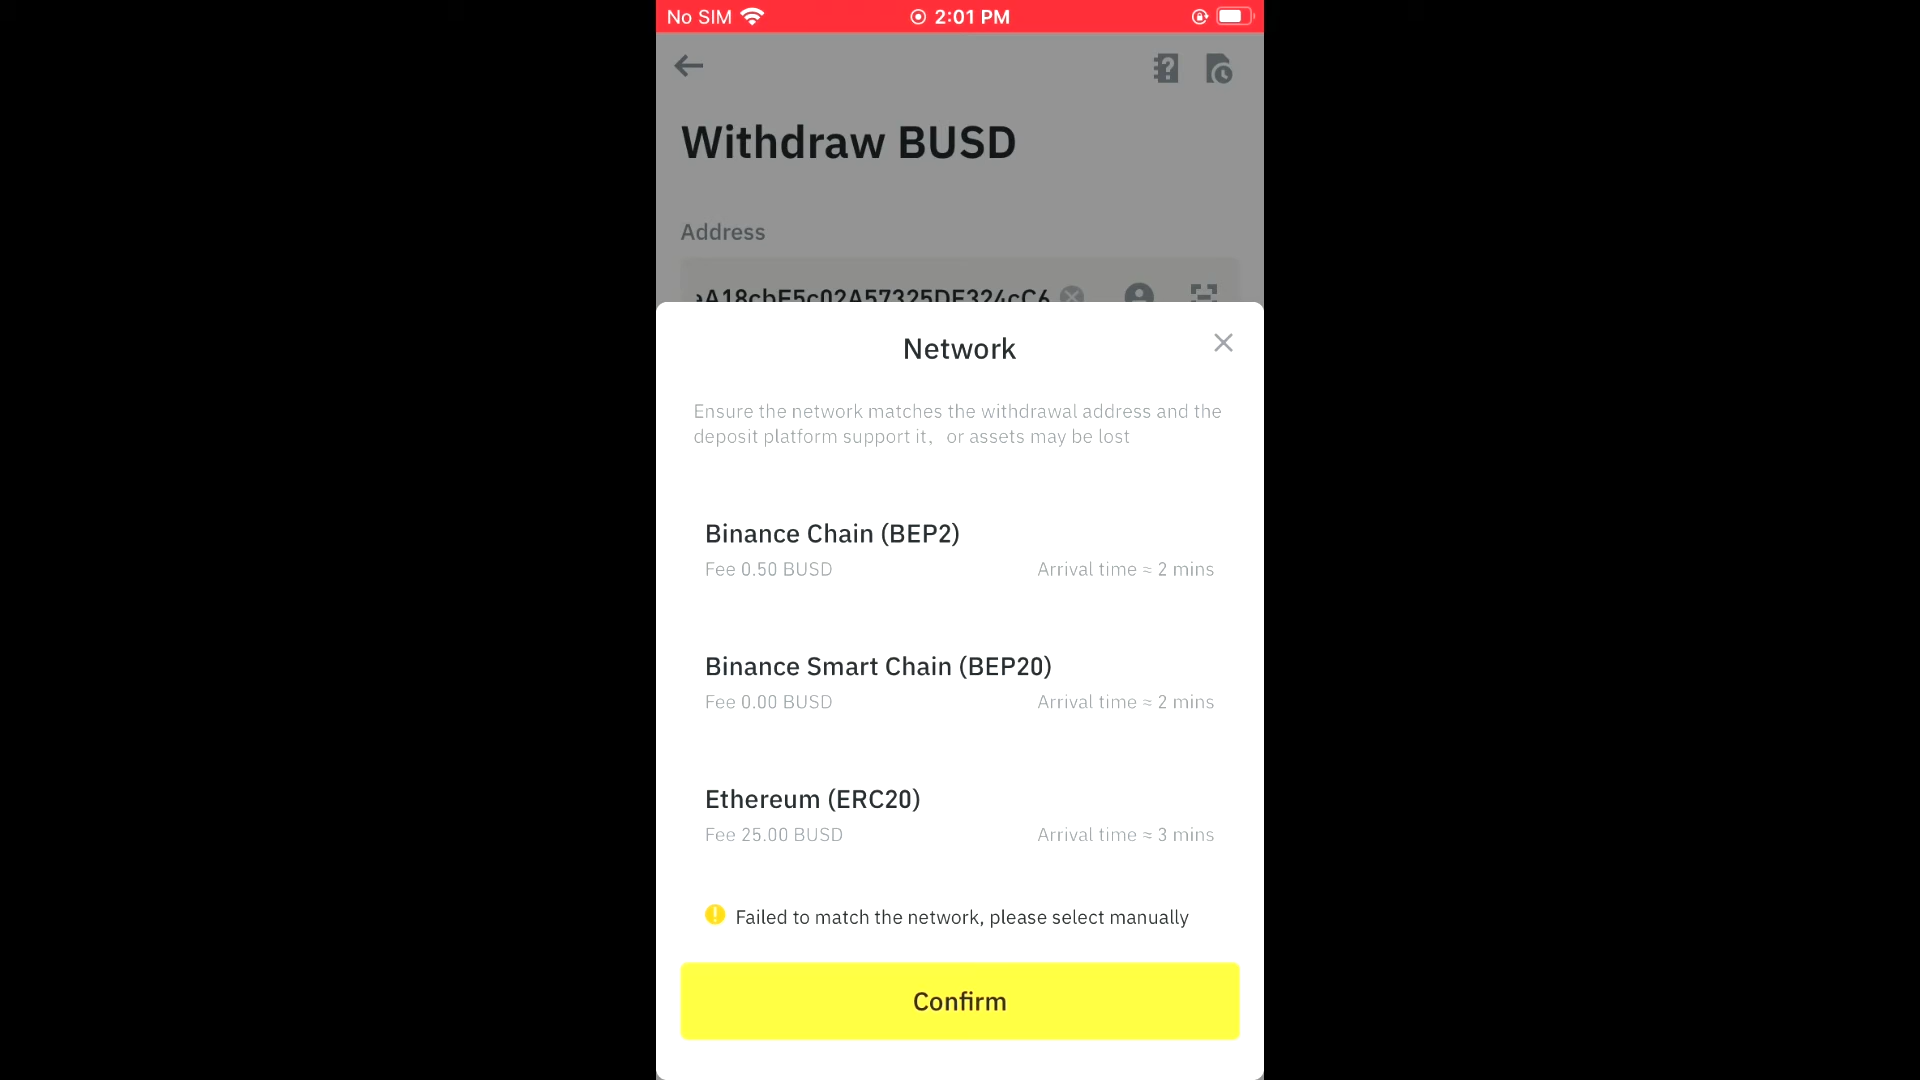 No SIM 2:01 PM
Withdraw BUSD
Address
A18cbE5c02A57325DE324cC6
Network
Ensure the network matches the withdrawal address and the
deposit platform support it, or assets may be lost
Binance Chain (BEP2)
Fee 0.50 BUSD Arrival time ≈ 2 mins
Binance Smart Chain (BEP20)
Fee 0.00 BUSD Arrival time ≈ 2 mins
Ethereum (ERC20)
Fee 25.00 BUSD Arrival time ≈ 3 mins
Failed to match the network, please select manually
Confirm